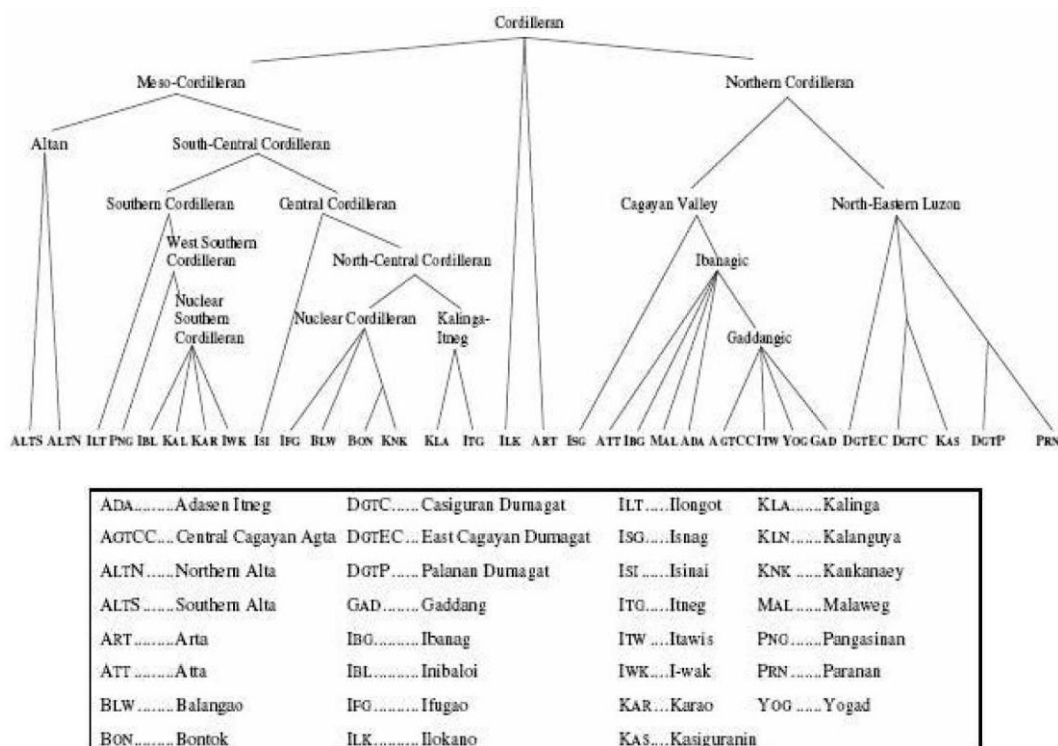 Cordilleran
Meso-Cordilleran Northern Cordilleran
Altan South-Central Cordilleran
Southern Cordilleran Central Cordilleran Cagayan Valley North-Eastern Luzon
West Southern
Cordilleran North-Central Cordilleran Ibanagic
Nuclear
Southern
Cordilleran Nuclear Cordilleran Kalinga-
Itneg Gaddangic
ALTS ALTN ILT PNG IBL KAL KAR IWK ISI IFG BLW BON KNK KLA ITG ILK ART ISG ATT IBG MAL ADA AGTCC ITW YOG GAD DGTEC DGTC KAS DGTP PRN
ADA.........Adasen Itneg DGTC...... Casiguran Dumagat ILT.....Ilongot KLA......Kalinga
AGTCC... Central Cagayan Agta DGTEC... East Cagayan Dumagat ISG.....Isnag KLN......Kalanguya
ALTN.......Northern Alta DGTP...... Palanan Dumagat ISI......Isinai KNK......Kankanaey
ALTS .......Southern Alta GAD........ Gaddang ITG.....Itneg MAL......Malaweg
ART.........Arta IBG..........Ibanag ITW ....Itawis PNG......Pangasinan
ATT .........Atta IBL...........Inibaloi IWK....I-wak PRN ......Paranan
BLW........Balangao IFG...........Ifugao KAR...Karao YOG .....Yogad
BON........Bontok ILK...........Ilokano KAS....Kasiguranin